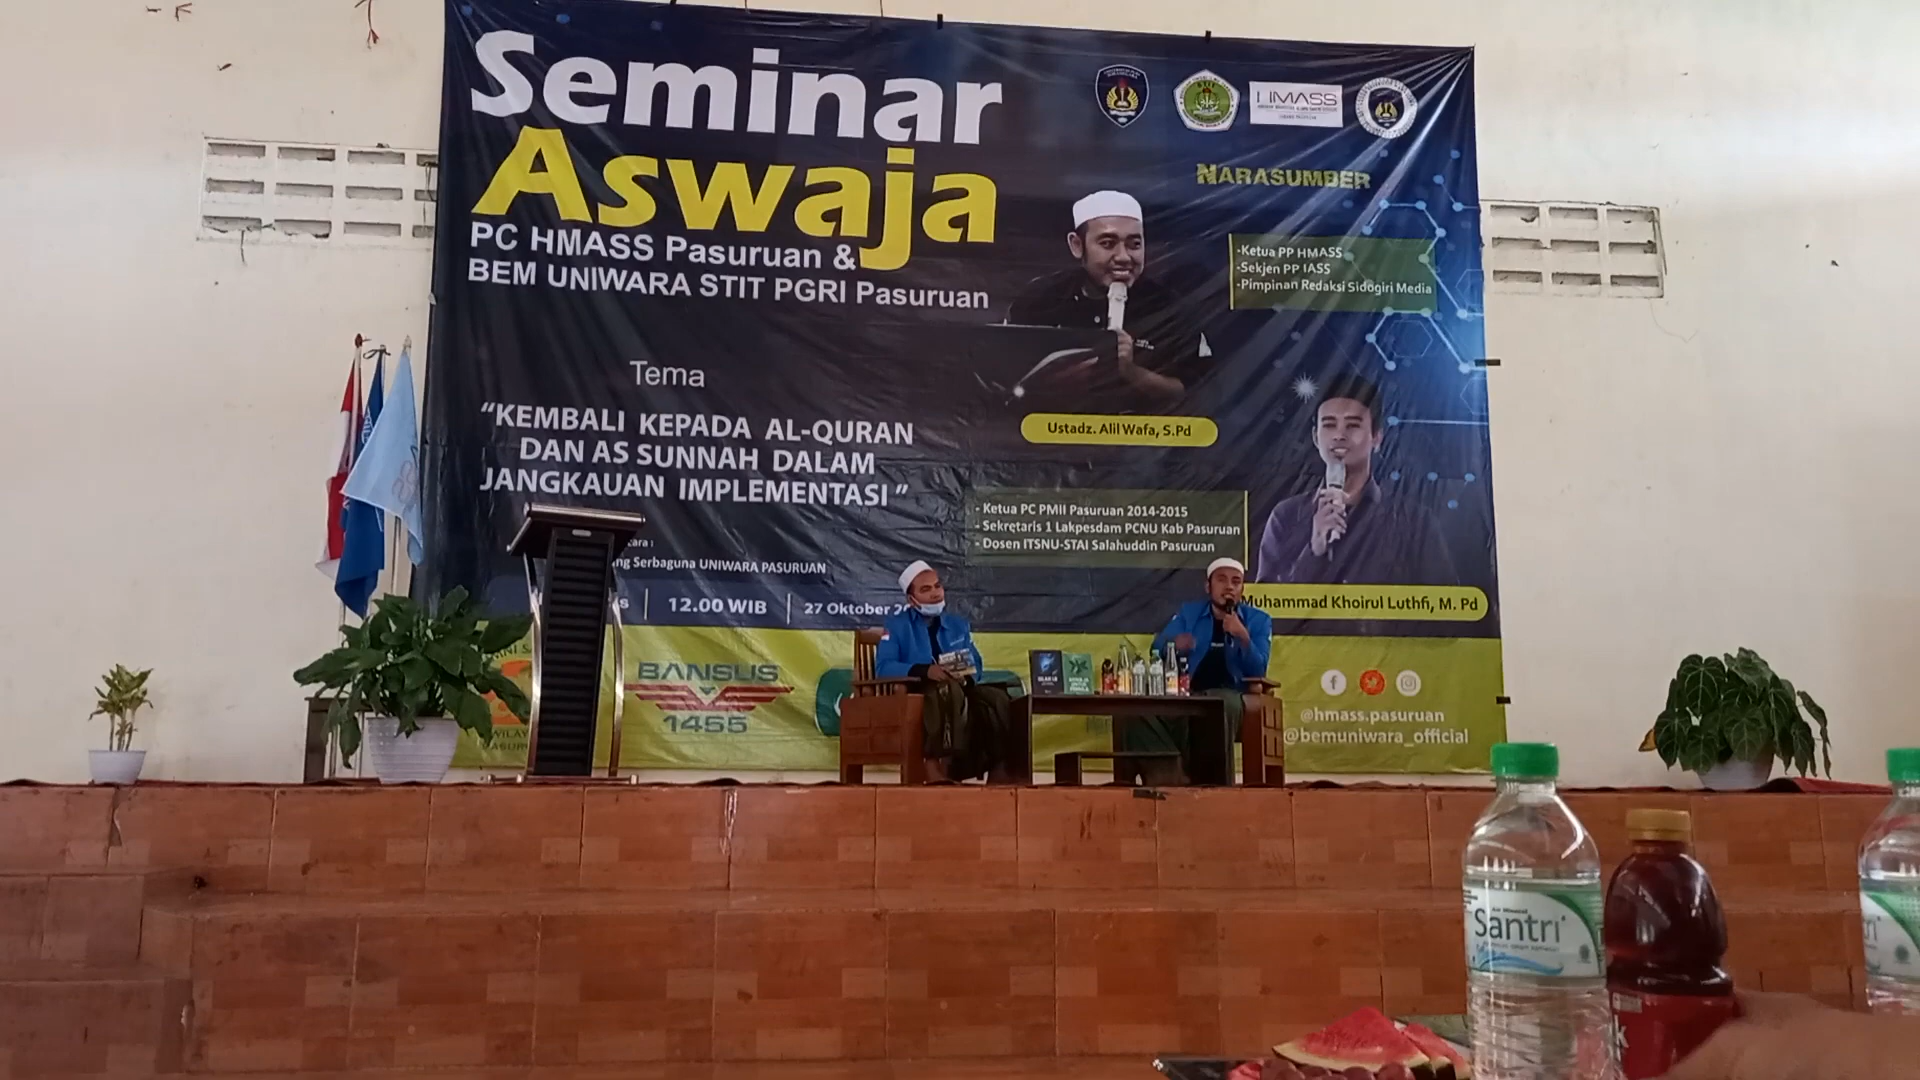 Seminar
Aswaja
PC HMASS Pasuruan &
BEM UNIWARA STIT PGRI Pasuruan
Tema
“KEMBALI KEPADA AL-QURAN
DAN AS SUNNAH DALAM
JANGKAUAN IMPLEMENTASI ”
Serbaguna UNIWARA PASURUAN
12.00 WIB
27 Oktober
HMASS
NARASUMBER
-Ketua PP HMASS
-Sekjen PP IASS
-Pimpinan Redaksi Sidogiri Media
Ustadz. Alil Wafa, S.Pd
- Ketua PC PMII Pasuruan 2014-2015
- Sekretaris 1 Lakpesdam PCNU Kab Pasuruan
- Dosen ITSNU-STAI Salahuddin Pasuruan
Muhammad Khoirul Luthfi, M. Pd
BANSUS
1455
@hmass.pasuruan
@bemuniwara_official
Santri